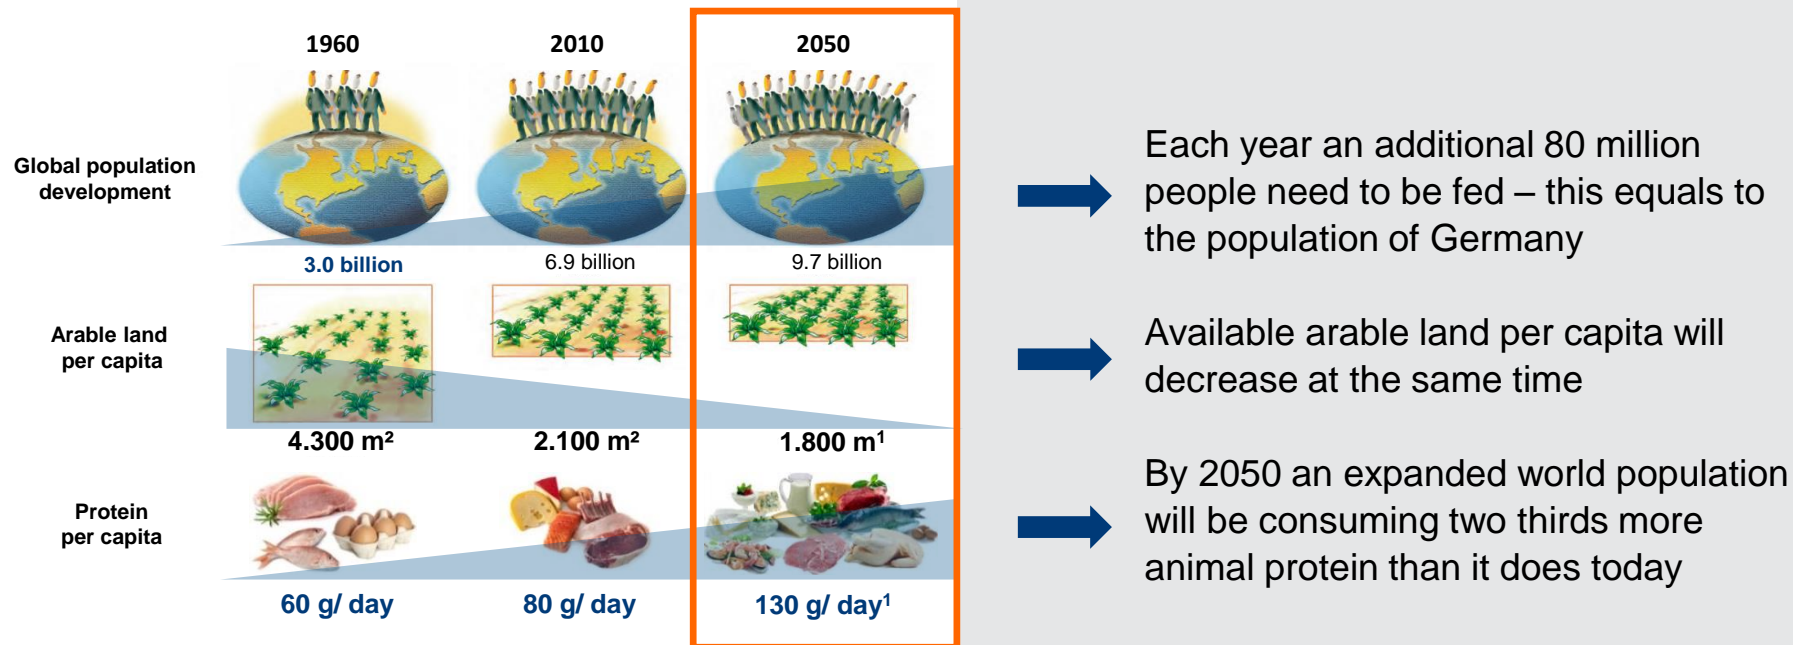 1960
2010
2050
Global population
development
3.0 billion
6.9 billion
9.7 billion
Arable land
per capita
4.300 m²
2.100 m²
1.800 m¹
Protein
per capita
60 g/ day
80 g/ day
130 g/ day¹
Each year an additional 80 million
people need to be fed – this equals to
the population of Germany
Available arable land per capita will
decrease at the same time
By 2050 an expanded world population
will be consuming two thirds more
animal protein than it does today